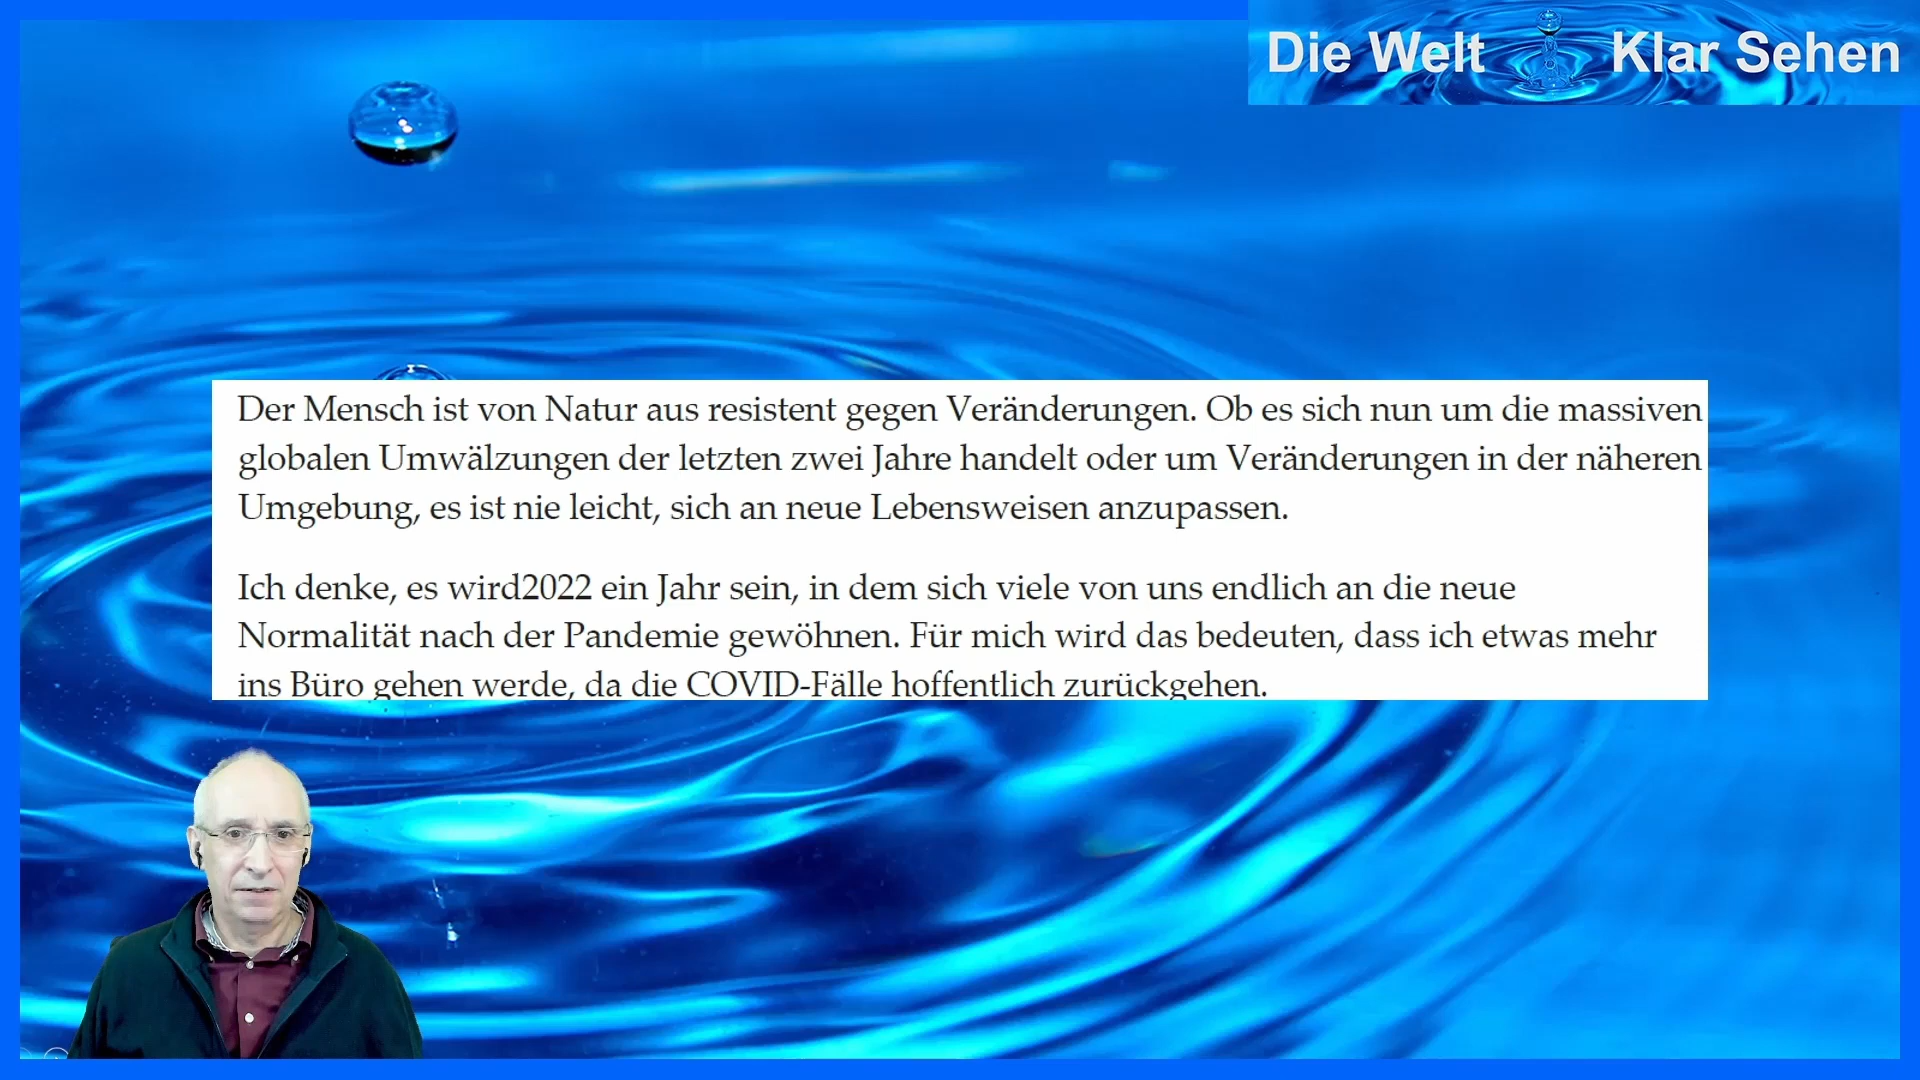 Die Welt Klar Sehen
Der Mensch ist von Natur aus resistent gegen Veränderungen. Ob es sich nun um die massiven
globalen Umwälzungen der letzten zwei Jahre handelt oder um Veränderungen in der näheren
Umgebung, es ist nie leicht, sich an neue Lebensweisen anzupassen.
Ich denke, es wird2022 ein Jahr sein, in dem sich viele von uns endlich an die neue
Normalität nach der Pandemie gewöhnen. Für mich wird das bedeuten, dass ich etwas mehr
ins Büro gehen werde, da die COVID-Fälle hoffentlich zurückgehen.